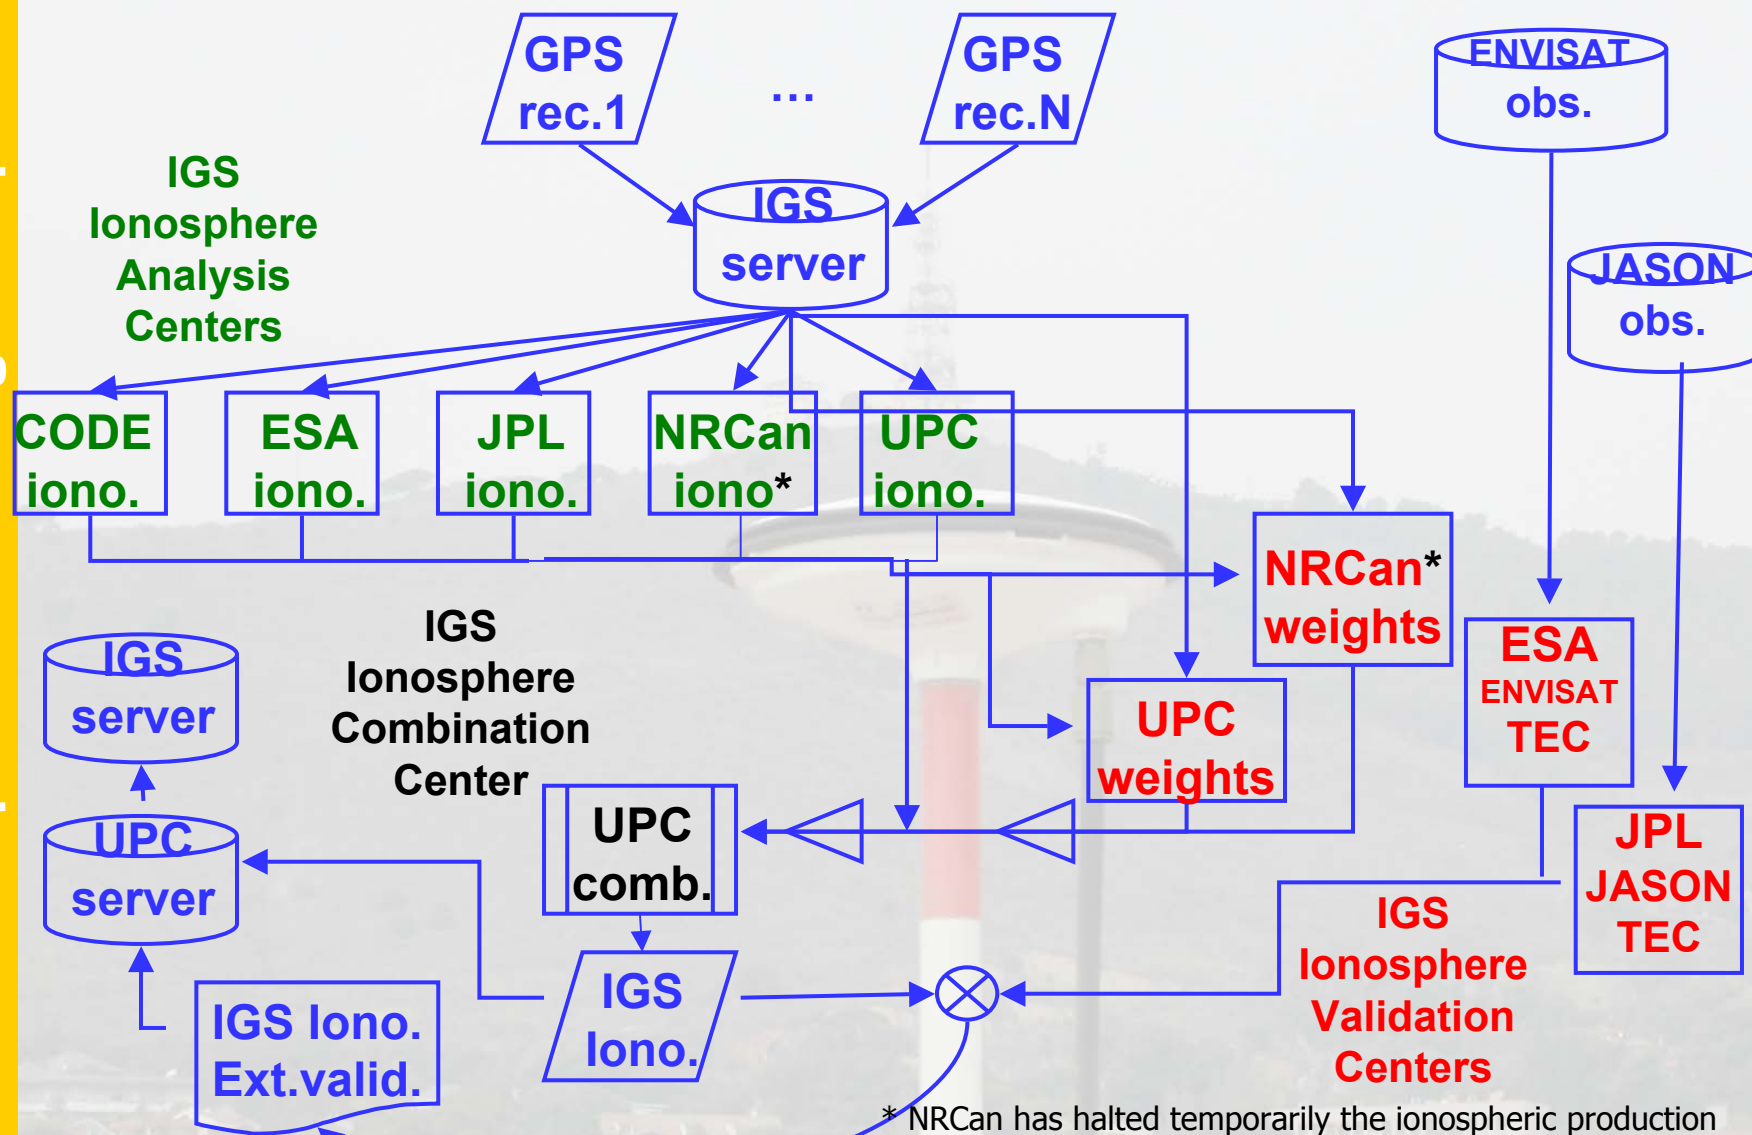 GPS
rec.1
...
GPS
rec.N
ENVISAT
obs.
IGS
Ionosphere
Analysis
Centers
IGS
server
JASON
obs.
CODE
iono.
ESA
iono.
JPL
iono.
NRCan
iono*
UPC
iono.
NRCan*
weights
IGS
server
IGS
Ionosphere
Combination
Center
UPC
weights
ESA
ENVISAT
TEC
UPC
server
UPC
comb.
JPL
JASON
TEC
IGS
Ionosphere
Validation
Centers
IGS Iono.
Ext.valid.
IGS
Iono.
* NRCan has halted temporarily the ionospheric production